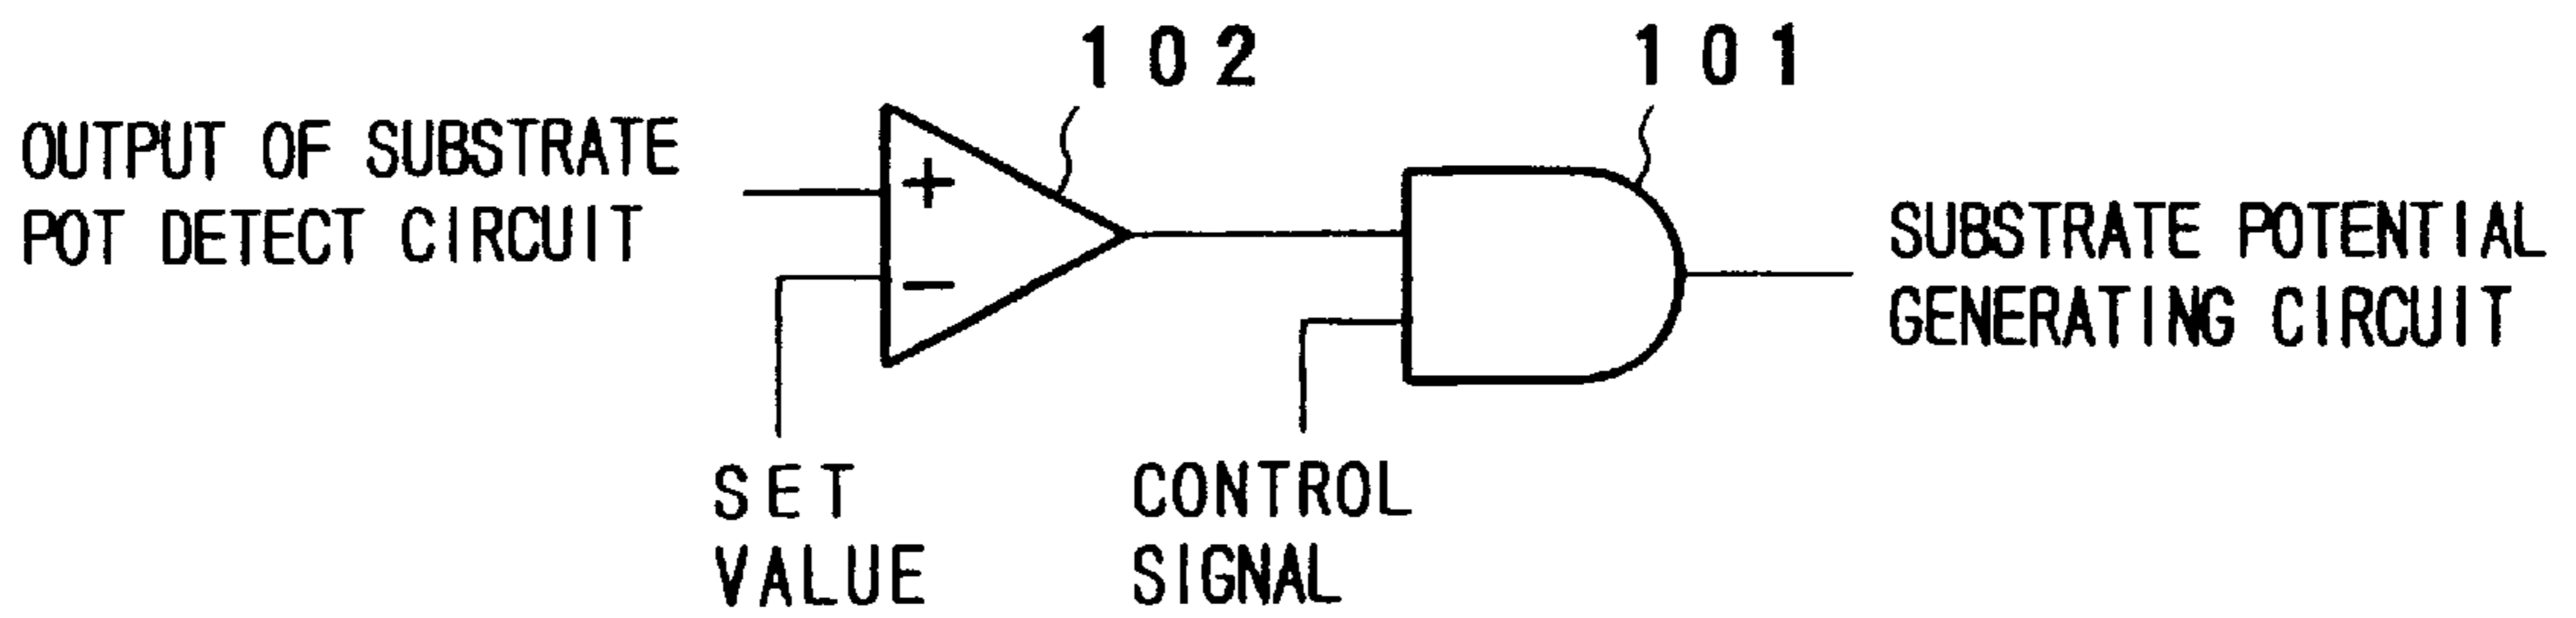 102
101
OUTPUT OF SUBSTRATE
POT DETECT CIRCUIT
+
−
SUBSTRATE POTENTIAL
GENERATING CIRCUIT
SET
VALUE
CONTROL
SIGNAL